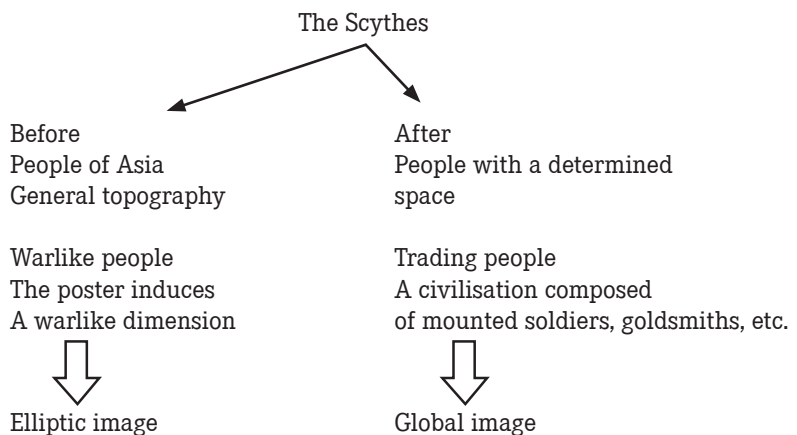 The Scythes
Before
People of Asia
General topography
Warlike people
The poster induces
A warlike dimension
Elliptic image
After
People with a determined
space
Trading people
A civilisation composed
of mounted soldiers, goldsmiths, etc.
Global image